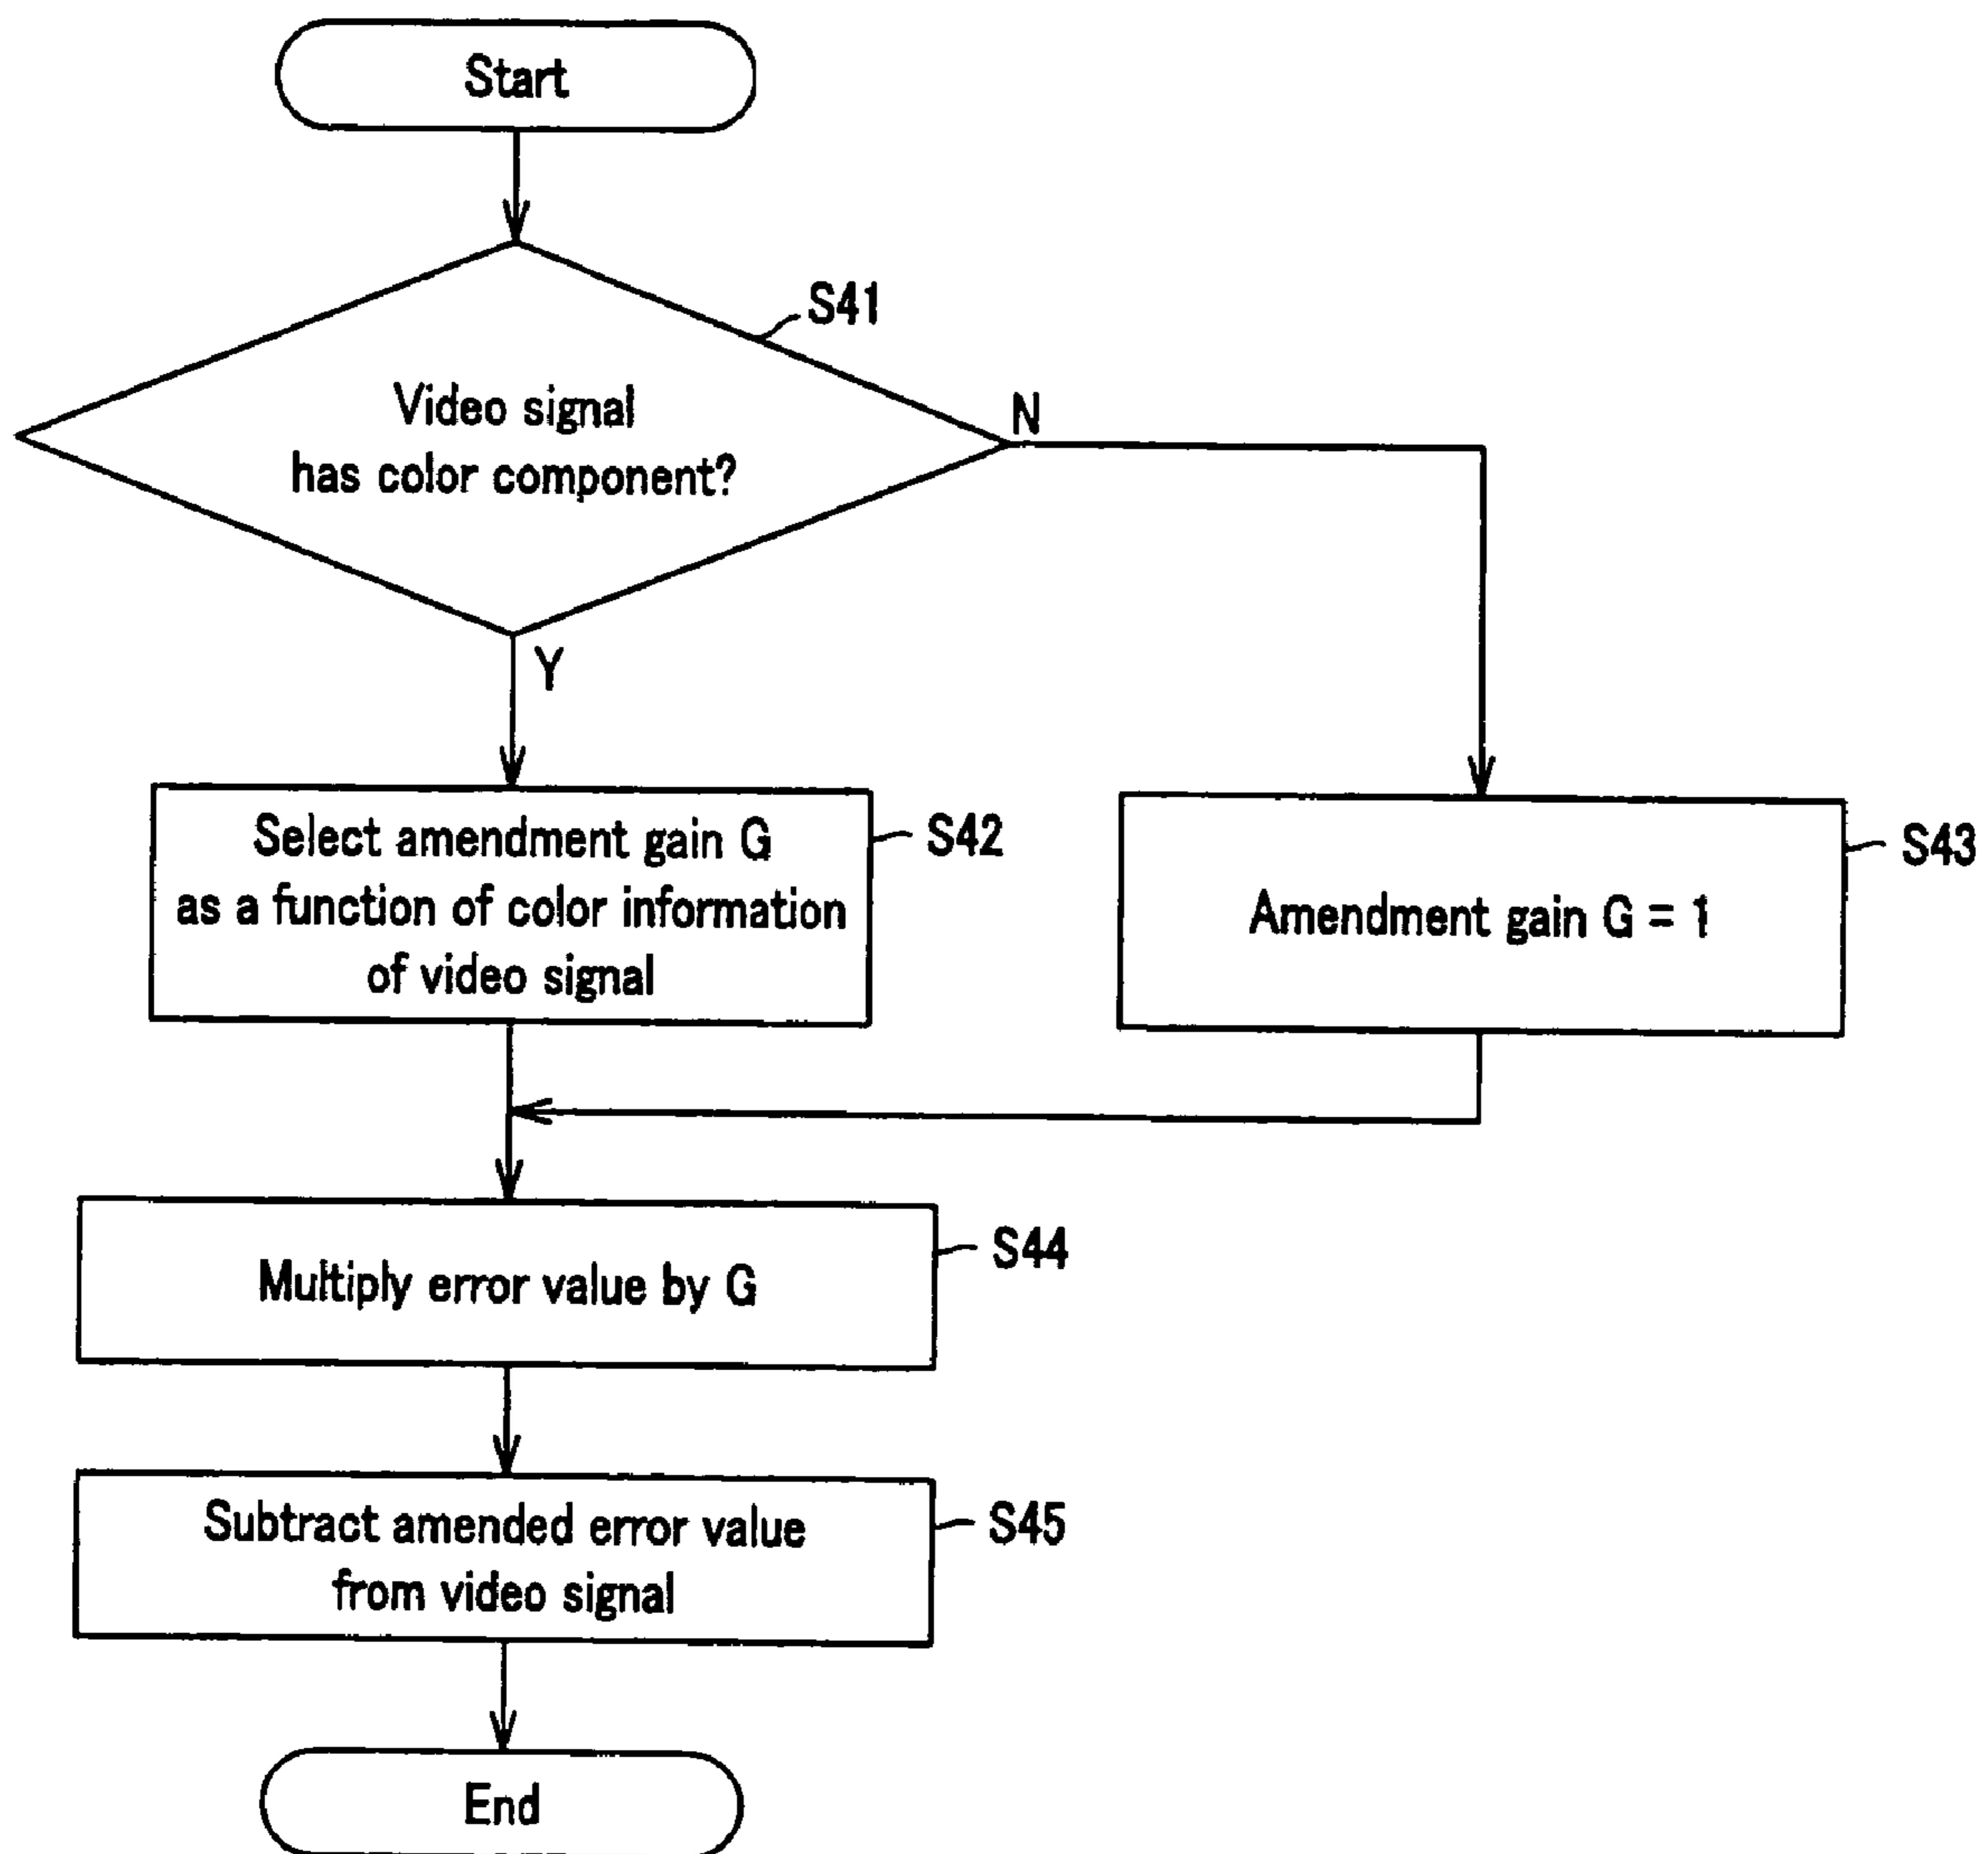 Start
S41
Video signal
has color component?
N
Y
Select amendment gain G
as a function of color information
of video signal
S42
Amendment gain G = 1
S43
Multiply error value by G
S44
Subtract amended error value
from video signal
S45
End